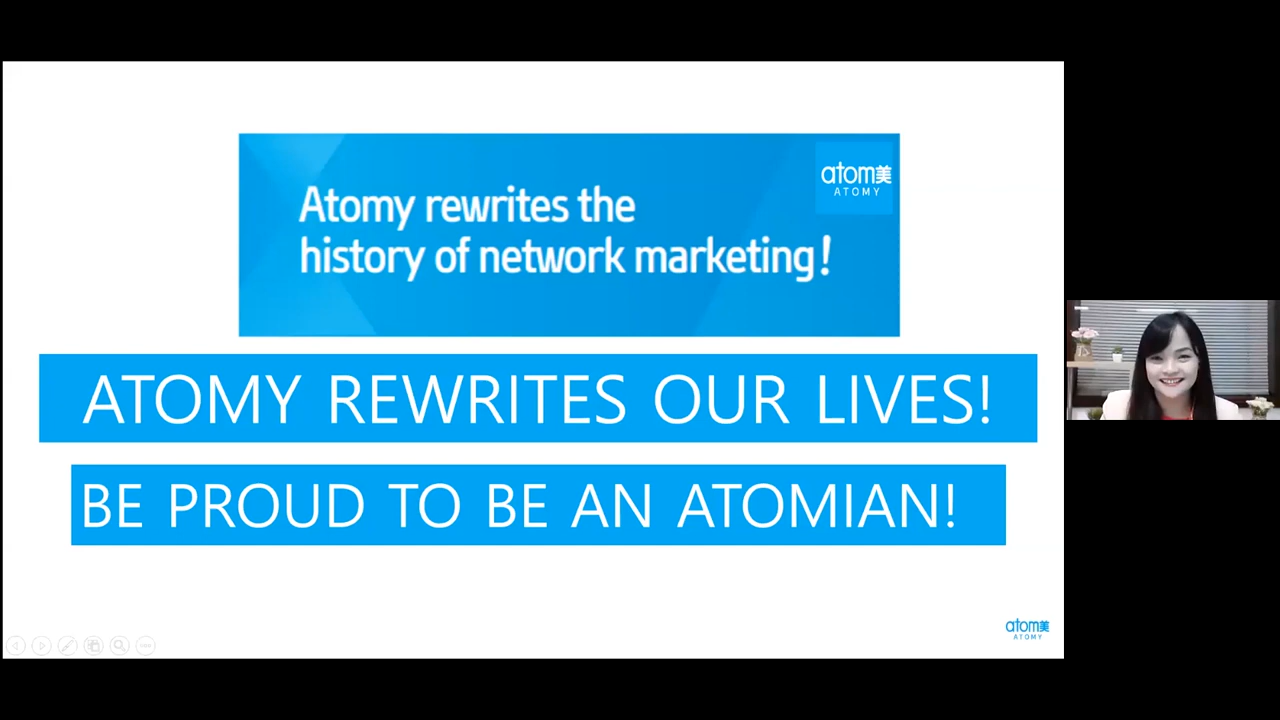 atom美
ATOMY
Atomy rewrites the
history of network marketing!
ATOMY REWRITES OUR LIVES!
BE PROUD TO BE AN ATOMIAN!
atom美
ATOMY